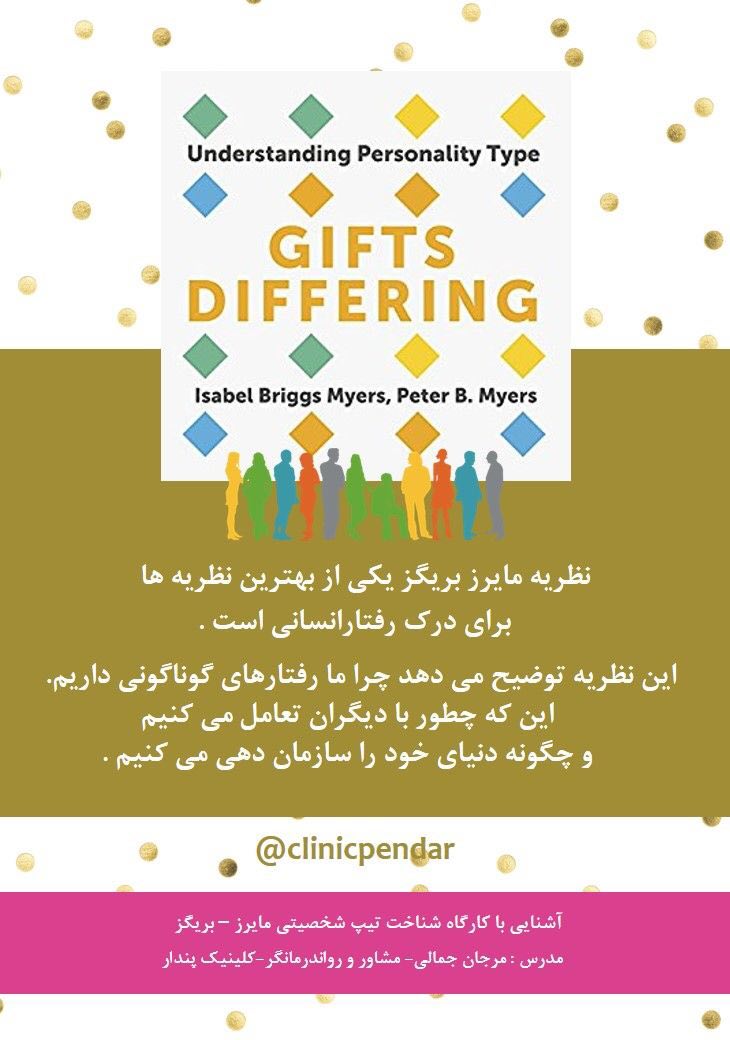 Understanding Personality Type
GIFTS
DIFFERING
Isabel Briggs Myers, Peter B. Myers
نظریه مایرز بریگز یکی از بهترین نظریه ها
برای درک رفتارانسانی است .
این نظریه توضیح می دهد چرا ما رفتارهای گوناگونی داریم.
این که چطور با دیگران تعامل می کنیم
و چگونه دنیای خود را سازمان دهی می کنیم .
@clinicpendar
آشنایی با کارگاه شناخت تیپ شخصیتی مایرز – بریگز
مدرس : مرجان جمالی- مشاور و رواندرمانگر-کلینیک پندار